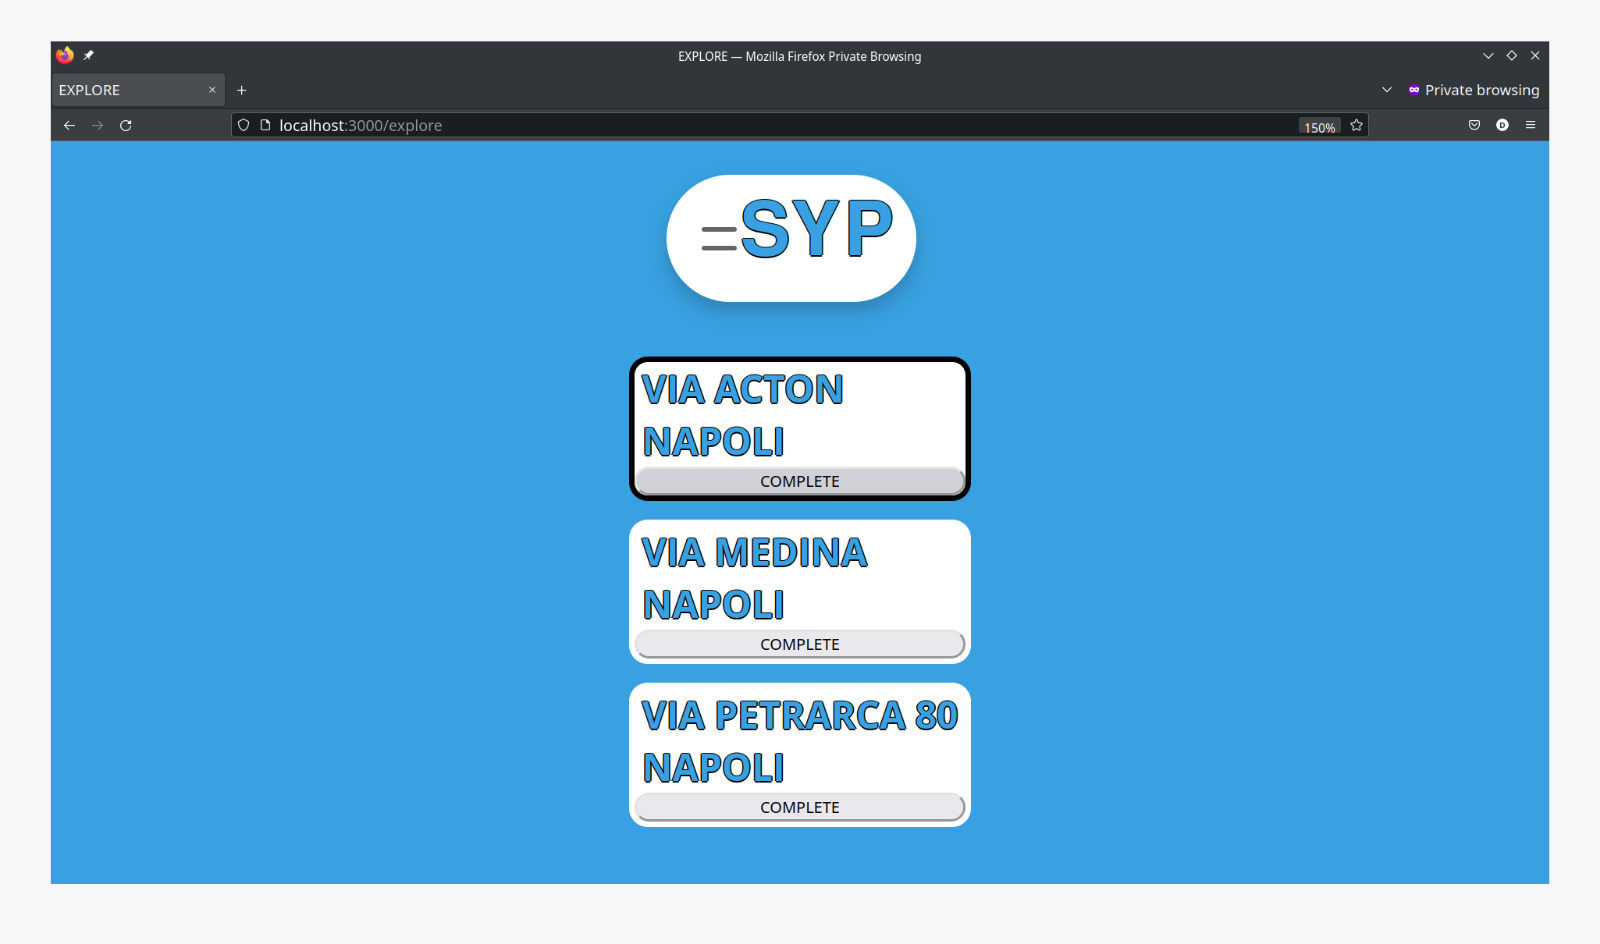 EXPLORE — Mozilla Firefox Private Browsing
EXPLORE
Private browsing
localhost:3000/explore
150%
D
SYP
VIA ACTON
NAPOLI
COMPLETE
VIA MEDINA
NAPOLI
COMPLETE
VIA PETRARCA 80
NAPOLI
COMPLETE